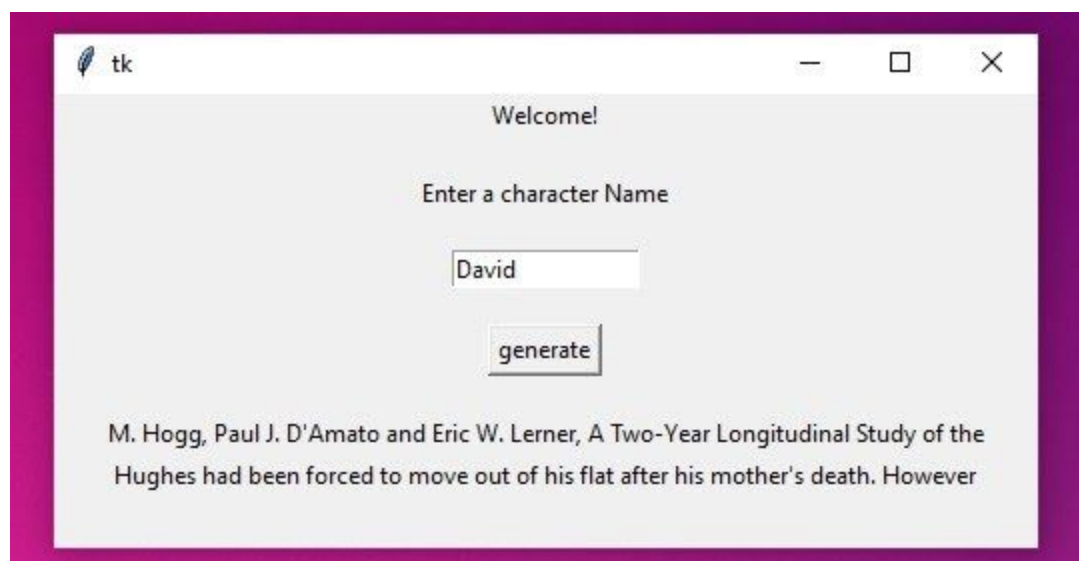 tk
Welcome!
Enter a character Name
David
generate
M. Hogg, Paul J. D'Amato and Eric W. Lerner, A Two-Year Longitudinal Study of the
Hughes had been forced to move out of his flat after his mother's death. However